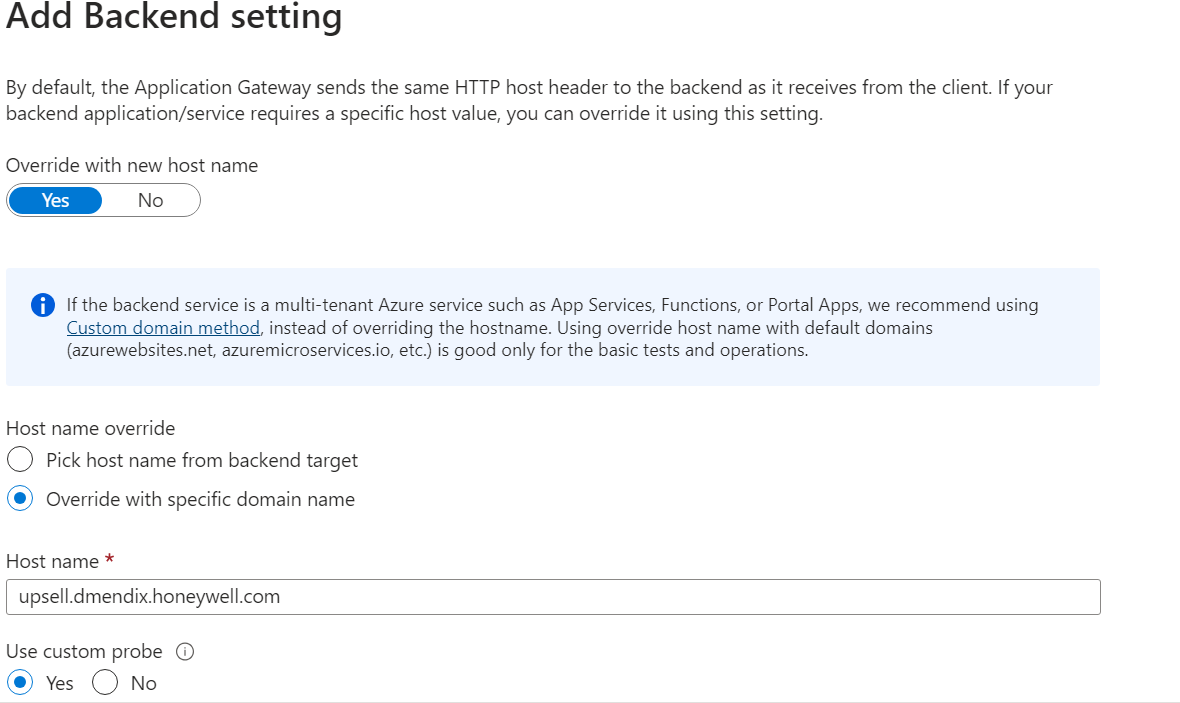 Add Backend setting
By default, the Application Gateway sends the same HTTP host header to the backend as it receives from the client. If your
backend application/service requires a specific host value, you can override it using this setting.
Override with new host name
Yes No
If the backend service is a multi-tenant Azure service such as App Services, Functions, or Portal Apps, we recommend using
Custom domain method, instead of overriding the hostname. Using override host name with default domains
(azurewebsites.net, azuremicroservices.io, etc.) is good only for the basic tests and operations.
Host name override
Pick host name from backend target
Override with specific domain name
Host name *
upsell.dmendix.honeywell.com
Use custom probe
Yes No